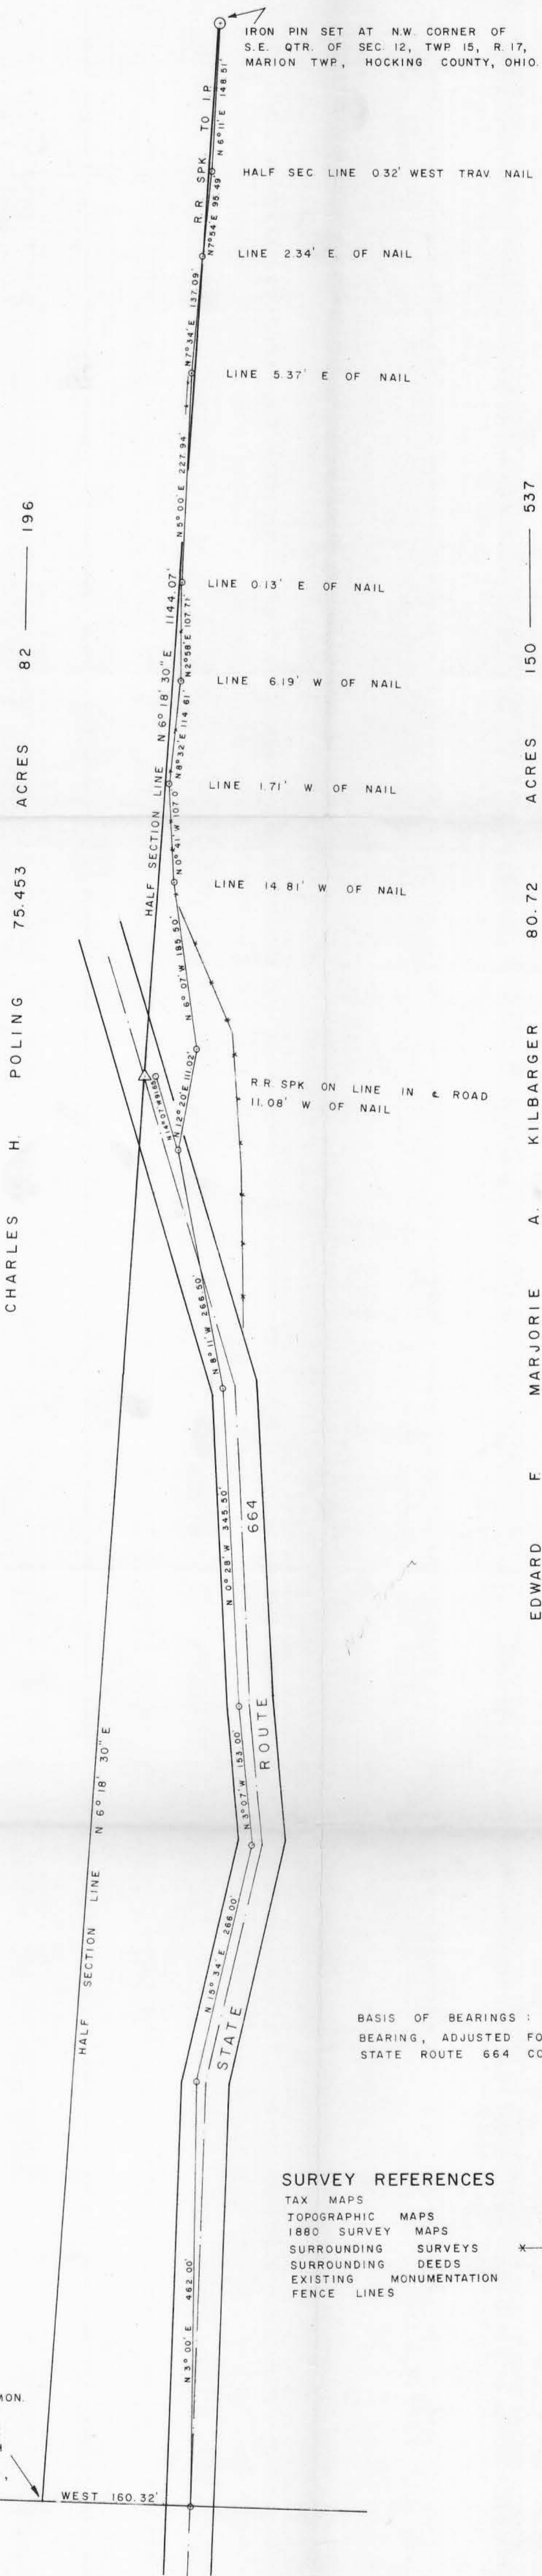 IRON PIN SET AT N.W. CORNER OF
S.E. QTR. OF SEC. 12, TWP 15, R. 17,
MARION TWP., HOCKING COUNTY, OHIO.
N 6° 11' E 148.51'
R.R. SPK TO I.P.
HALF SEC. LINE 0.32' WEST TRAV. NAIL
N 7° 54' E 95.49'
LINE 2.34' E. OF NAIL
N 7° 34' E 137.09'
LINE 5.37' E. OF NAIL
N 5° 00' E 227.94'
LINE 0.13' E. OF NAIL
N 2° 58' E 107.71'
LINE 6.19' W. OF NAIL
N 8° 32' E 114.61'
LINE 1.71' W. OF NAIL
N 0° 41' W 107.0'
LINE 14.81' W. OF NAIL
HALF SECTION LINE N 6° 18' 30" E 1144.07'
N 6° 07' W 185.50'
R.R. SPK ON LINE IN ℄ ROAD
11.08' W OF NAIL
N 12° 20' E 111.02'
N 8° 11' W 266.50'
N 0° 28' W 345.50'
664
N 3° 07' W 153.00'
ROUTE
N 15° 34' E 266.00'
STATE
N 3° 00' E 462.00'
HALF SECTION LINE N 6° 18' 30" E
CHARLES H. POLING 75.453 ACRES 82 — 196
EDWARD F. MARJORIE A. KILBARGER 80.72 ACRES 150 — 537
BASIS OF BEARINGS :
BEARING, ADJUSTED FO
STATE ROUTE 664 CO
SURVEY REFERENCES
TAX MAPS
TOPOGRAPHIC MAPS
1880 SURVEY MAPS
SURROUNDING SURVEYS
SURROUNDING DEEDS
EXISTING MONUMENTATION
FENCE LINES
MON.
WEST 160.32'